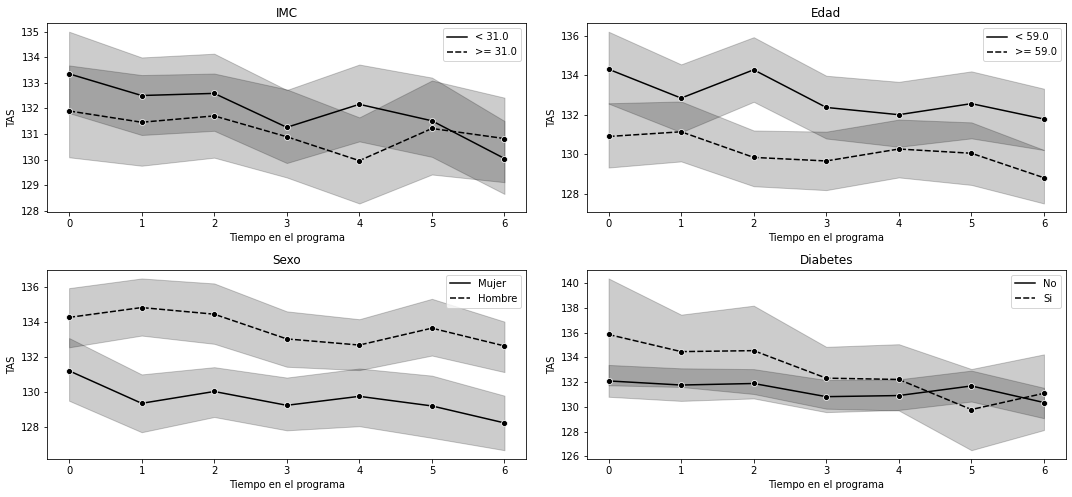 IMC
135
134
133
132
131
130
129
128
TAS
0 1 2 3 4 5 6
Tiempo en el programa
< 31.0
>= 31.0
Edad
136
134
132
130
128
TAS
0 1 2 3 4 5 6
Tiempo en el programa
< 59.0
>= 59.0
Sexo
136
134
132
130
128
TAS
0 1 2 3 4 5 6
Tiempo en el programa
Mujer
Hombre
Diabetes
140
138
136
134
132
130
128
126
TAS
0 1 2 3 4 5 6
Tiempo en el programa
No
Si